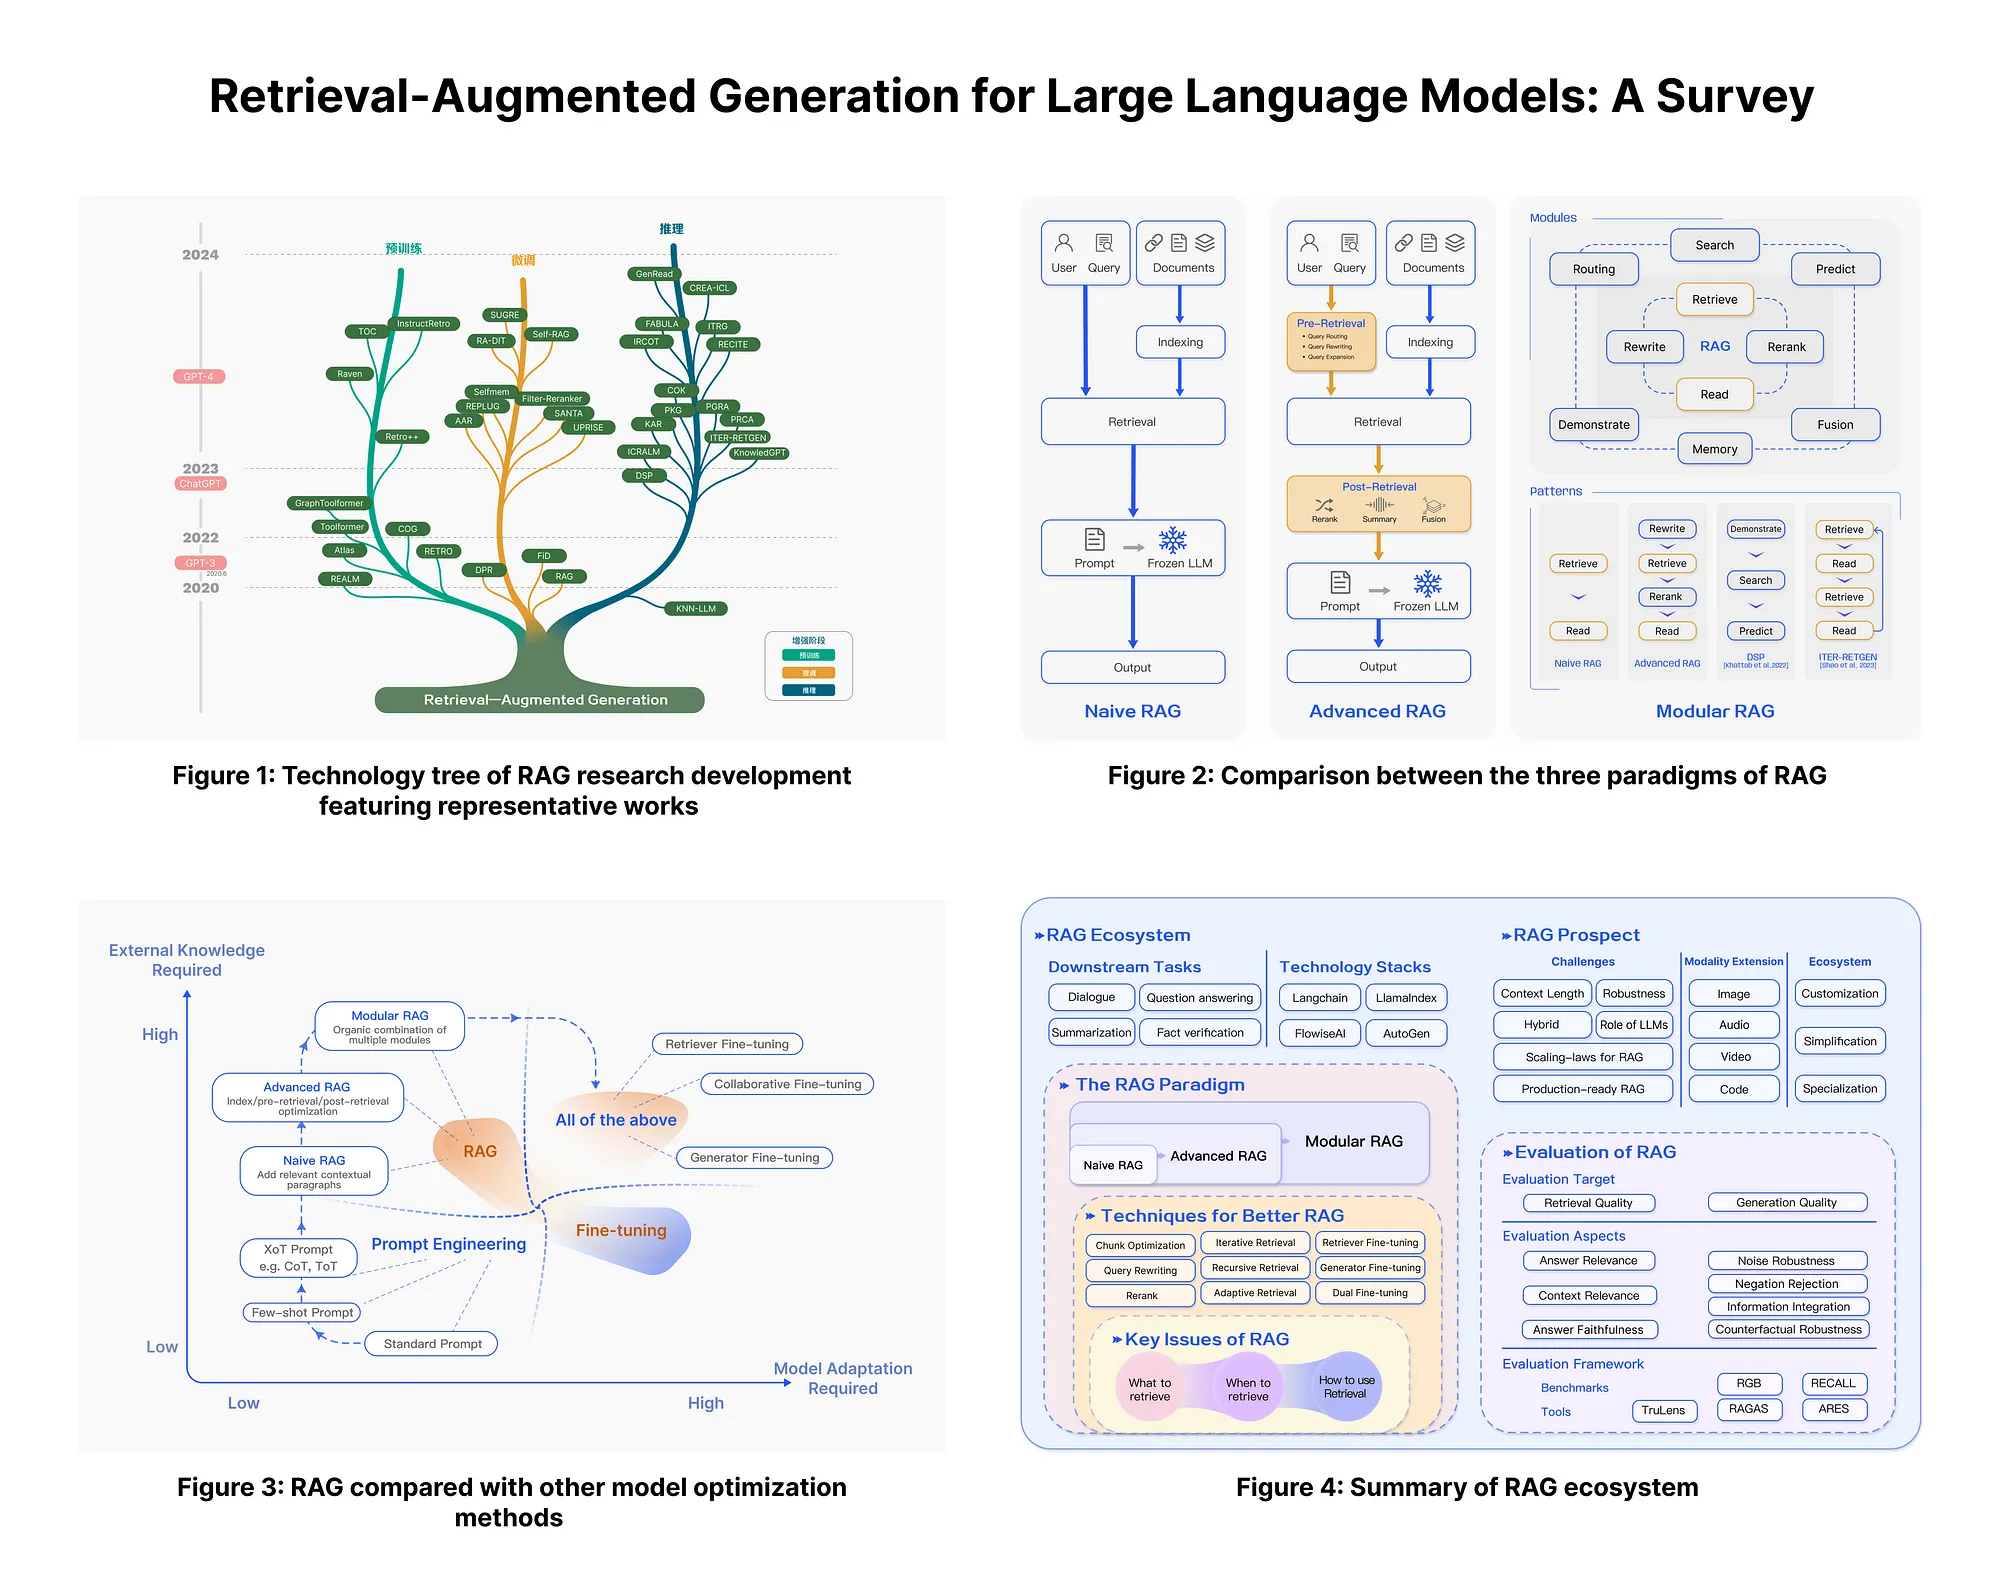 Retrieval-Augmented Generation for Large Language Models: A Survey
2024
GPT-4
2023
ChatGPT
2022
GPT-3
2020.6
2020
预训练
微调
推理
GenRead
CREA-ICL
TOC
InstructRetro
SUGRE
RA-DIT
Self-RAG
FABULA
ITRG
IRCOT
RECITE
Raven
Selfmem
Filter-Reranker
REPLUG
SANTA
AAR
UPRISE
COK
PKG
PGRA
KAR
PRCA
ITER-RETGEN
Retro++
ICRALM
KnowledGPT
DSP
GraphToolformer
Toolformer
COG
Atlas
RETRO
REALM
DPR
FiD
RAG
KNN-LLM
增强阶段
预训练
微调
推理
Retrieval—Augmented Generation
Figure 1: Technology tree of RAG research development
featuring representative works
User
Query
Documents
Indexing
Retrieval
Prompt
Frozen LLM
Output
Naive RAG
User
Query
Documents
Pre-Retrieval
• Query Routing
• Query Rewriting
• Query Expansion
Indexing
Retrieval
Post-Retrieval
Rerank
Summary
Fusion
Prompt
Frozen LLM
Output
Advanced RAG
Modules
Search
Routing
Predict
Retrieve
Rewrite
RAG
Rerank
Read
Demonstrate
Fusion
Memory
Patterns
Retrieve
Read
Naive RAG
Rewrite
Retrieve
Rerank
Read
Advanced RAG
Demonstrate
Search
Predict
DSP
(Khattab et al.,2022)
Retrieve
Read
Retrieve
Read
ITER-RETGEN
[Shao et al., 2023]
Modular RAG
Figure 2: Comparison between the three paradigms of RAG
External Knowledge
Required
High
Low
Modular RAG
Organic combination of
multiple modules
Advanced RAG
Index/pre-retrieval/post-retrieval
optimization
Naive RAG
Add relevant contextual
paragraphs
XoT Prompt
e.g. CoT, ToT
Few-shot Prompt
Standard Prompt
Prompt Engineering
RAG
All of the above
Fine-tuning
Retriever Fine-tuning
Collaborative Fine-tuning
Generator Fine-tuning
Model Adaptation
Required
Low
High
Figure 3: RAG compared with other model optimization
methods
RAG Ecosystem
Downstream Tasks
Dialogue
Question answering
Summarization
Fact verification
Technology Stacks
Langchain
LlamaIndex
FlowiseAI
AutoGen
The RAG Paradigm
Naive RAG
Advanced RAG
Modular RAG
Techniques for Better RAG
Chunk Optimization
Iterative Retrieval
Retriever Fine-tuning
Query Rewriting
Recursive Retrieval
Generator Fine-tuning
Rerank
Adaptive Retrieval
Dual Fine-tuning
Key Issues of RAG
What to
retrieve
When to
retrieve
How to use
Retrieval
RAG Prospect
Challenges
Context Length
Robustness
Hybrid
Role of LLMs
Scaling-laws for RAG
Production-ready RAG
Modality Extension
Image
Audio
Video
Code
Ecosystem
Customization
Simplification
Specialization
Evaluation of RAG
Evaluation Target
Retrieval Quality
Generation Quality
Evaluation Aspects
Answer Relevance
Noise Robustness
Negation Rejection
Context Relevance
Information Integration
Answer Faithfulness
Counterfactual Robustness
Evaluation Framework
Benchmarks
RGB
RECALL
Tools
TruLens
RAGAS
ARES
Figure 4: Summary of RAG ecosystem